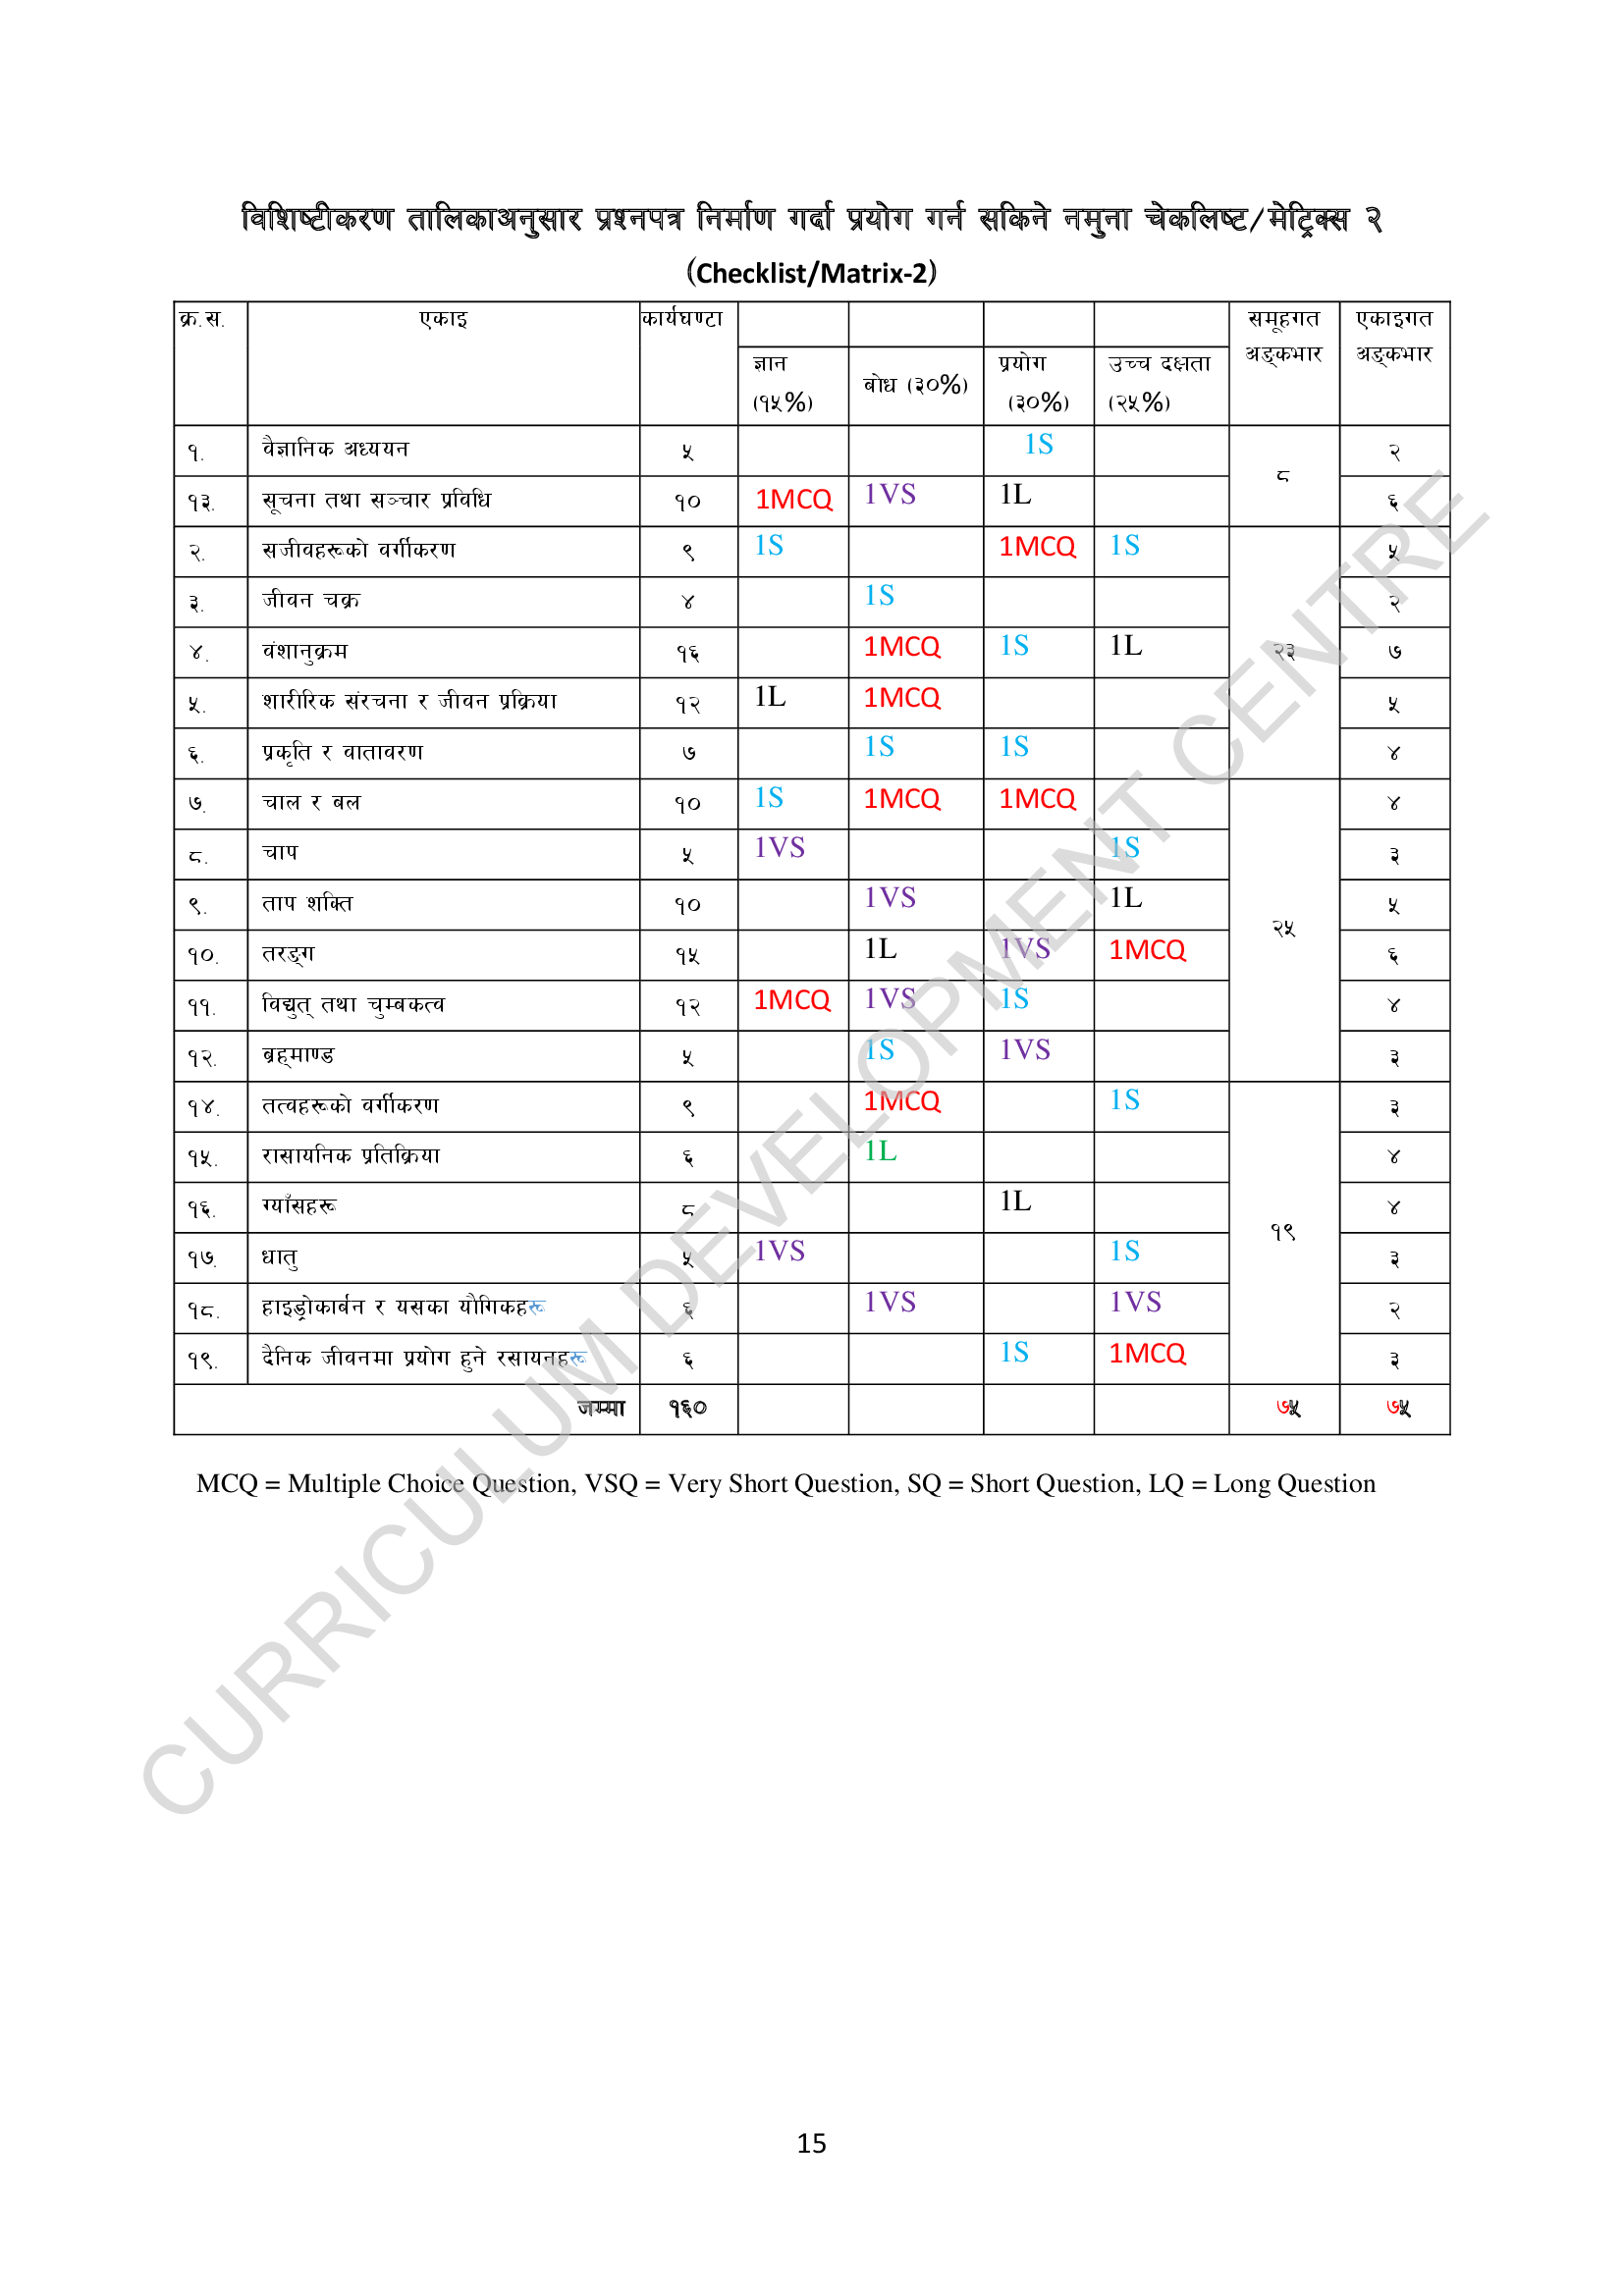 विशिष्टीकरण तालिकाअनुसार प्रश्नपत्र निर्माण गर्दा प्रयोग गर्न सकिने नमुना चेकलिष्ट/मेट्रिक्स २
(Checklist/Matrix-2)
क्र.स. एकाइ कार्यघण्टा समूहगत अङ्कभार एकाइगत अङ्कभार
ज्ञान (१५%) बोध (३०%) प्रयोग (३०%) उच्च दक्षता (२५%)
१. वैज्ञानिक अध्ययन ५ 1S ८ २
१३. सूचना तथा सञ्चार प्रविधि १० 1MCQ 1VS 1L ६
२. सजीवहरूको वर्गीकरण ९ 1S 1MCQ 1S २३ ५
३. जीवन चक्र ४ 1S २
४. वंशानुक्रम १६ 1MCQ 1S 1L ७
५. शारीरिक संरचना र जीवन प्रक्रिया १२ 1L 1MCQ ५
६. प्रकृति र वातावरण ७ 1S 1S ४
७. चाल र बल १० 1S 1MCQ 1MCQ २५ ४
८. चाप ५ 1VS 1S ३
९. ताप शक्ति १० 1VS 1L ५
१०. तरङ्ग १५ 1L 1VS 1MCQ ६
११. विद्युत् तथा चुम्बकत्व १२ 1MCQ 1VS 1S ४
१२. ब्रह्माण्ड ५ 1S 1VS ३
१४. तत्वहरूको वर्गीकरण ९ 1MCQ 1S १९ ३
१५. रासायनिक प्रतिक्रिया ६ 1L ४
१६. ग्याँसहरू ८ 1L ४
१७. धातु ५ 1VS 1S ३
१८. हाइड्रोकार्बन र यसका यौगिकहरू ६ 1VS 1VS २
१९. दैनिक जीवनमा प्रयोग हुने रसायनहरू ६ 1S 1MCQ ३
जम्मा १६० ७५ ७५
MCQ = Multiple Choice Question, VSQ = Very Short Question, SQ = Short Question, LQ = Long Question
CURRICULUM DEVELOPMENT CENTRE
15